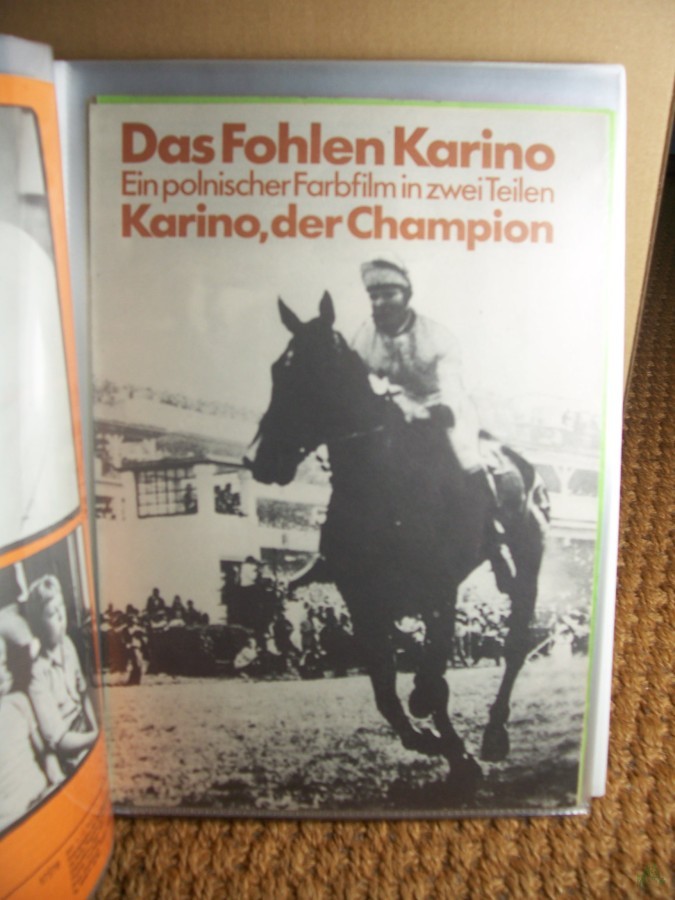 Das Fohlen Karino
Ein polnischer Farbfilm in zwei Teilen
Karino, der Champion